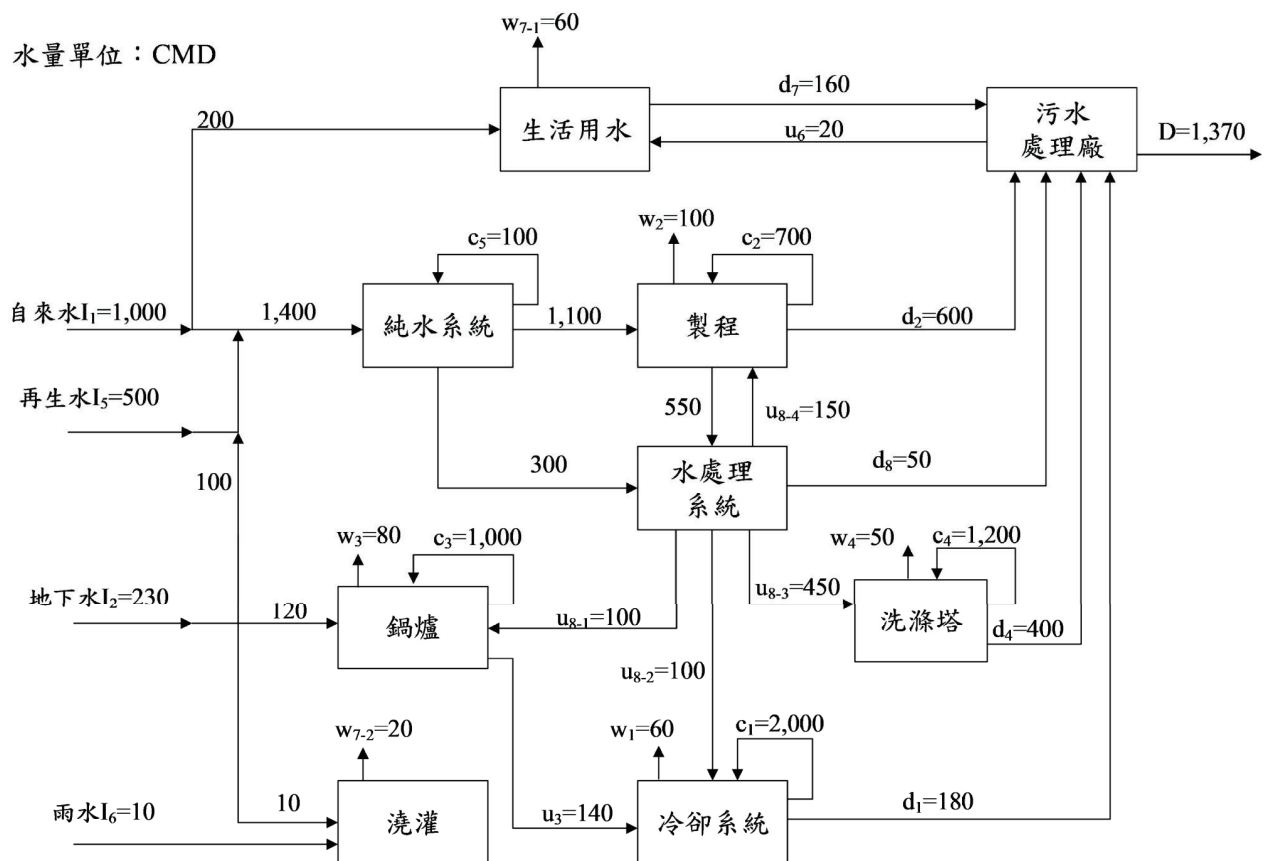 水量單位：CMD
w₇₋₁=60
生活用水
200
d₇=160
u₆=20
污水
處理廠
D=1,370
c₅=100
w₂=100
c₂=700
自來水I₁=1,000
1,400
純水系統
1,100
製程
d₂=600
再生水I₅=500
100
550
u₈₋₄=150
300
水處理
系統
d₈=50
w₃=80
c₃=1,000
w₄=50
c₄=1,200
地下水I₂=230
120
鍋爐
u₈₋₁=100
u₈₋₃=450
洗滌塔
d₄=400
u₈₋₂=100
w₇₋₂=20
w₁=60
c₁=2,000
雨水I₆=10
10
澆灌
u₃=140
冷卻系統
d₁=180